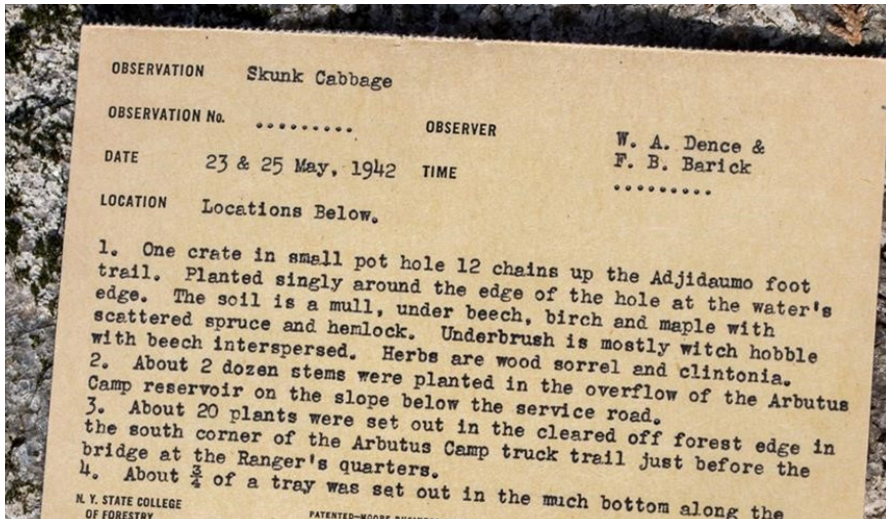 OBSERVATION Skunk Cabbage
OBSERVATION No. ......... OBSERVER W. A. Dence &
F. B. Barick
DATE 23 & 25 May, 1942 TIME .........
LOCATION Locations Below.
1. One crate in small pot hole 12 chains up the Adjidaumo foot
trail. Planted singly around the edge of the hole at the water's
edge. The soil is a mull, under beech, birch and maple with
scattered spruce and hemlock. Underbrush is mostly witch hobble
with beech interspersed. Herbs are wood sorrel and clintonia.
2. About 2 dozen stems were planted in the overflow of the Arbutus
Camp reservoir on the slope below the service road.
3. About 20 plants were set out in the cleared off forest edge in
the south corner of the Arbutus Camp truck trail just before the
bridge at the Ranger's quarters.
4. About ¾ of a tray was set out in the much bottom along the
N. Y. STATE COLLEGE
OF FORESTRY
PATENTED—MOORE